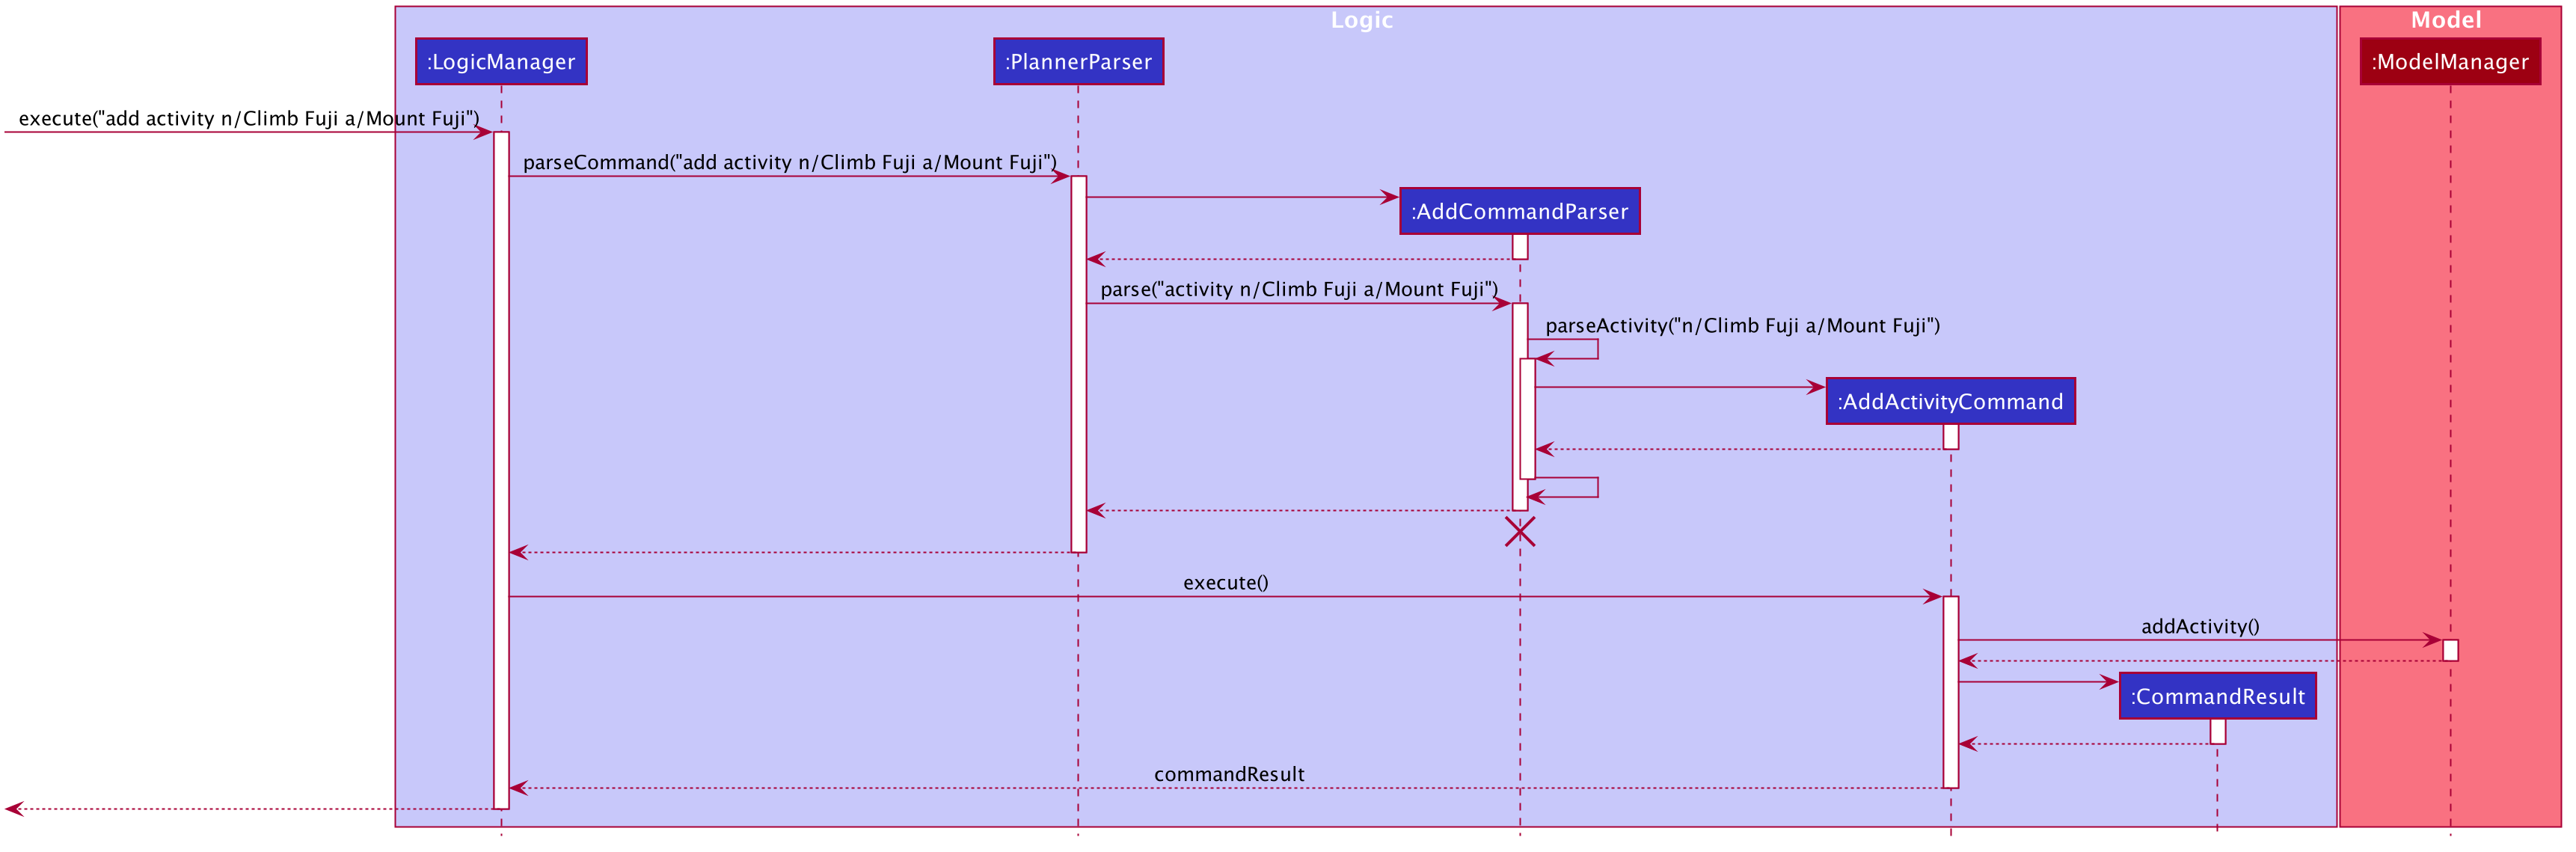 Logic
Model
:LogicManager
:PlannerParser
:ModelManager
execute("add activity n/Climb Fuji a/Mount Fuji")
parseCommand("add activity n/Climb Fuji a/Mount Fuji")
:AddCommandParser
parse("activity n/Climb Fuji a/Mount Fuji")
parseActivity("n/Climb Fuji a/Mount Fuji")
:AddActivityCommand
execute()
addActivity()
:CommandResult
commandResult